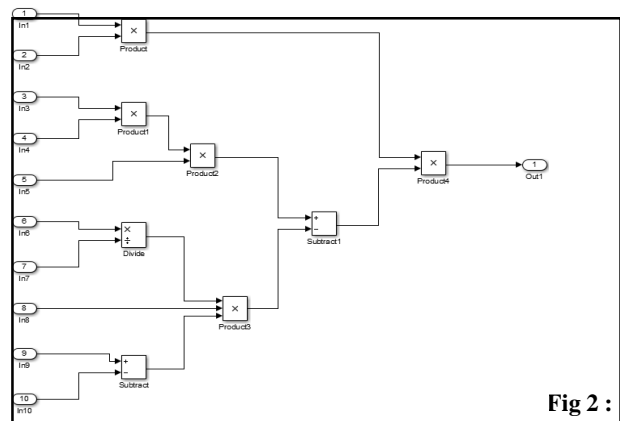 1
In1
×
Product
2
In2
3
In3
×
Product1
4
In4
×
Product2
5
In5
×
Product4
1
Out1
6
In6
×
÷
Divide
+
−
Subtract1
7
In7
8
In8
×
Product3
9
In9
+
−
Subtract
10
In10
Fig 2 :